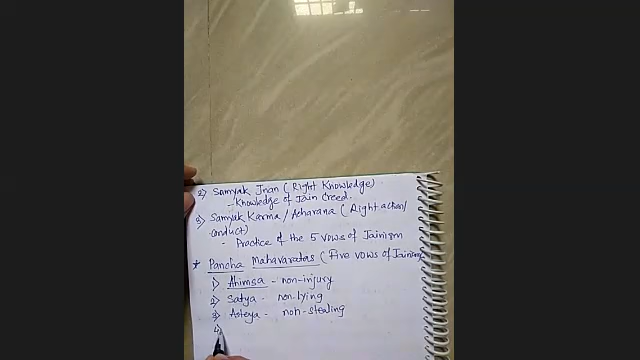 2) Samyak Jnan (Right Knowledge)
- Knowledge of Jain Creed.
3) Samyak Karma / Acharana (Right action/
conduct)
- Practice of the 5 vows of Jainism
* Pancha Mahavaratas (Five vows of Jainism
1) Ahimsa - non-injury
2) Satya - non-lying
3) Asteya - non-stealing
4)